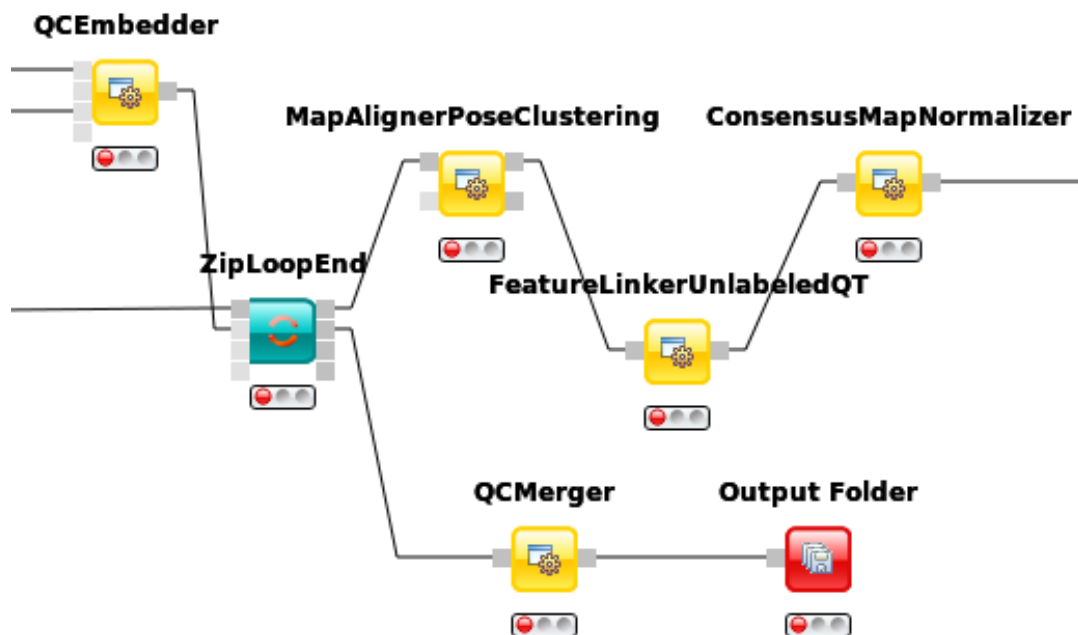 QCEmbedder
MapAlignerPoseClustering
ConsensusMapNormalizer
ZipLoopEnd
FeatureLinkerUnlabeledQT
QCMerger
Output Folder